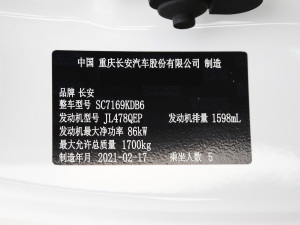 中国 重庆长安汽车股份有限公司 制造
品牌 长安
整车型号 SC7169KDB6
发动机型号 JL478QEP 发动机排量 1598mL
发动机最大净功率 86kW
最大允许总质量 1700kg
制造年月 2021-02-17 乘坐人数 5